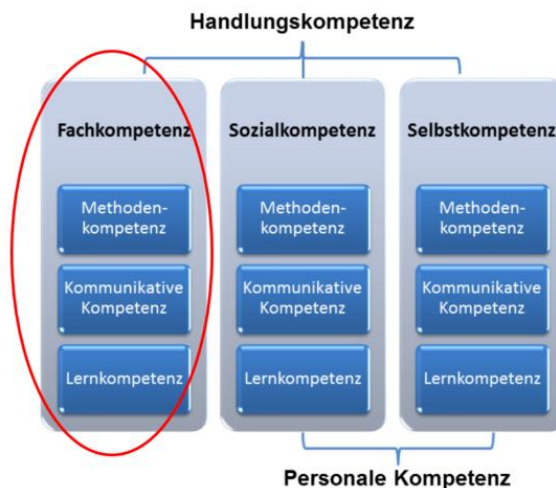 Handlungskompetenz
Fachkompetenz
Methoden-
kompetenz
Kommunikative
Kompetenz
Lernkompetenz
Sozialkompetenz
Methoden-
kompetenz
Kommunikative
Kompetenz
Lernkompetenz
Selbstkompetenz
Methoden-
kompetenz
Kommunikative
Kompetenz
Lernkompetenz
Personale Kompetenz